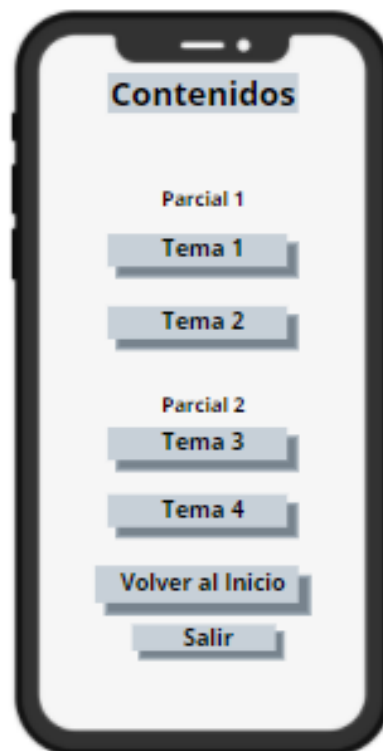 Contenidos
Parcial 1
Tema 1
Tema 2
Parcial 2
Tema 3
Tema 4
Volver al Inicio
Salir